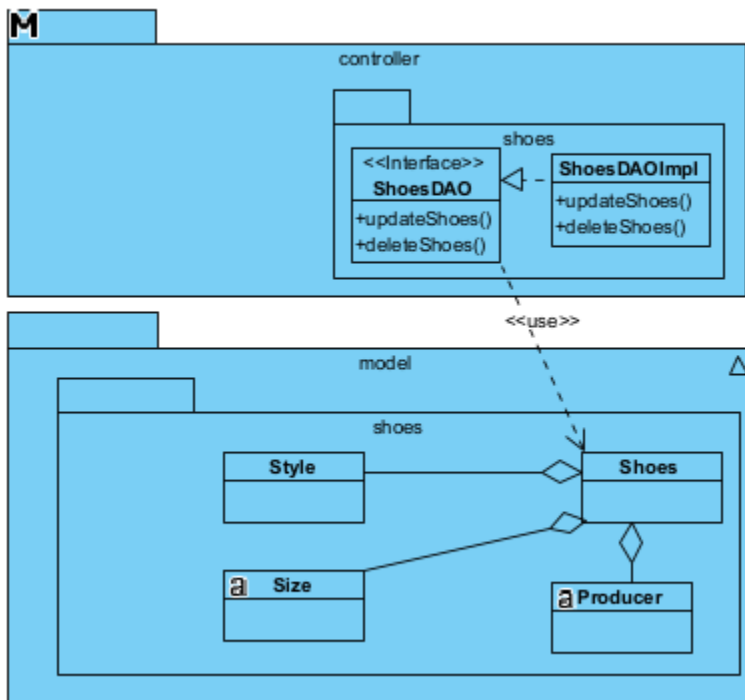 M
controller
shoes
<<Interface>>
ShoesDAO
+updateShoes()
+deleteShoes()
ShoesDAOImpl
+updateShoes()
+deleteShoes()
<<use>>
model
shoes
Style
Shoes
a Size
a Producer